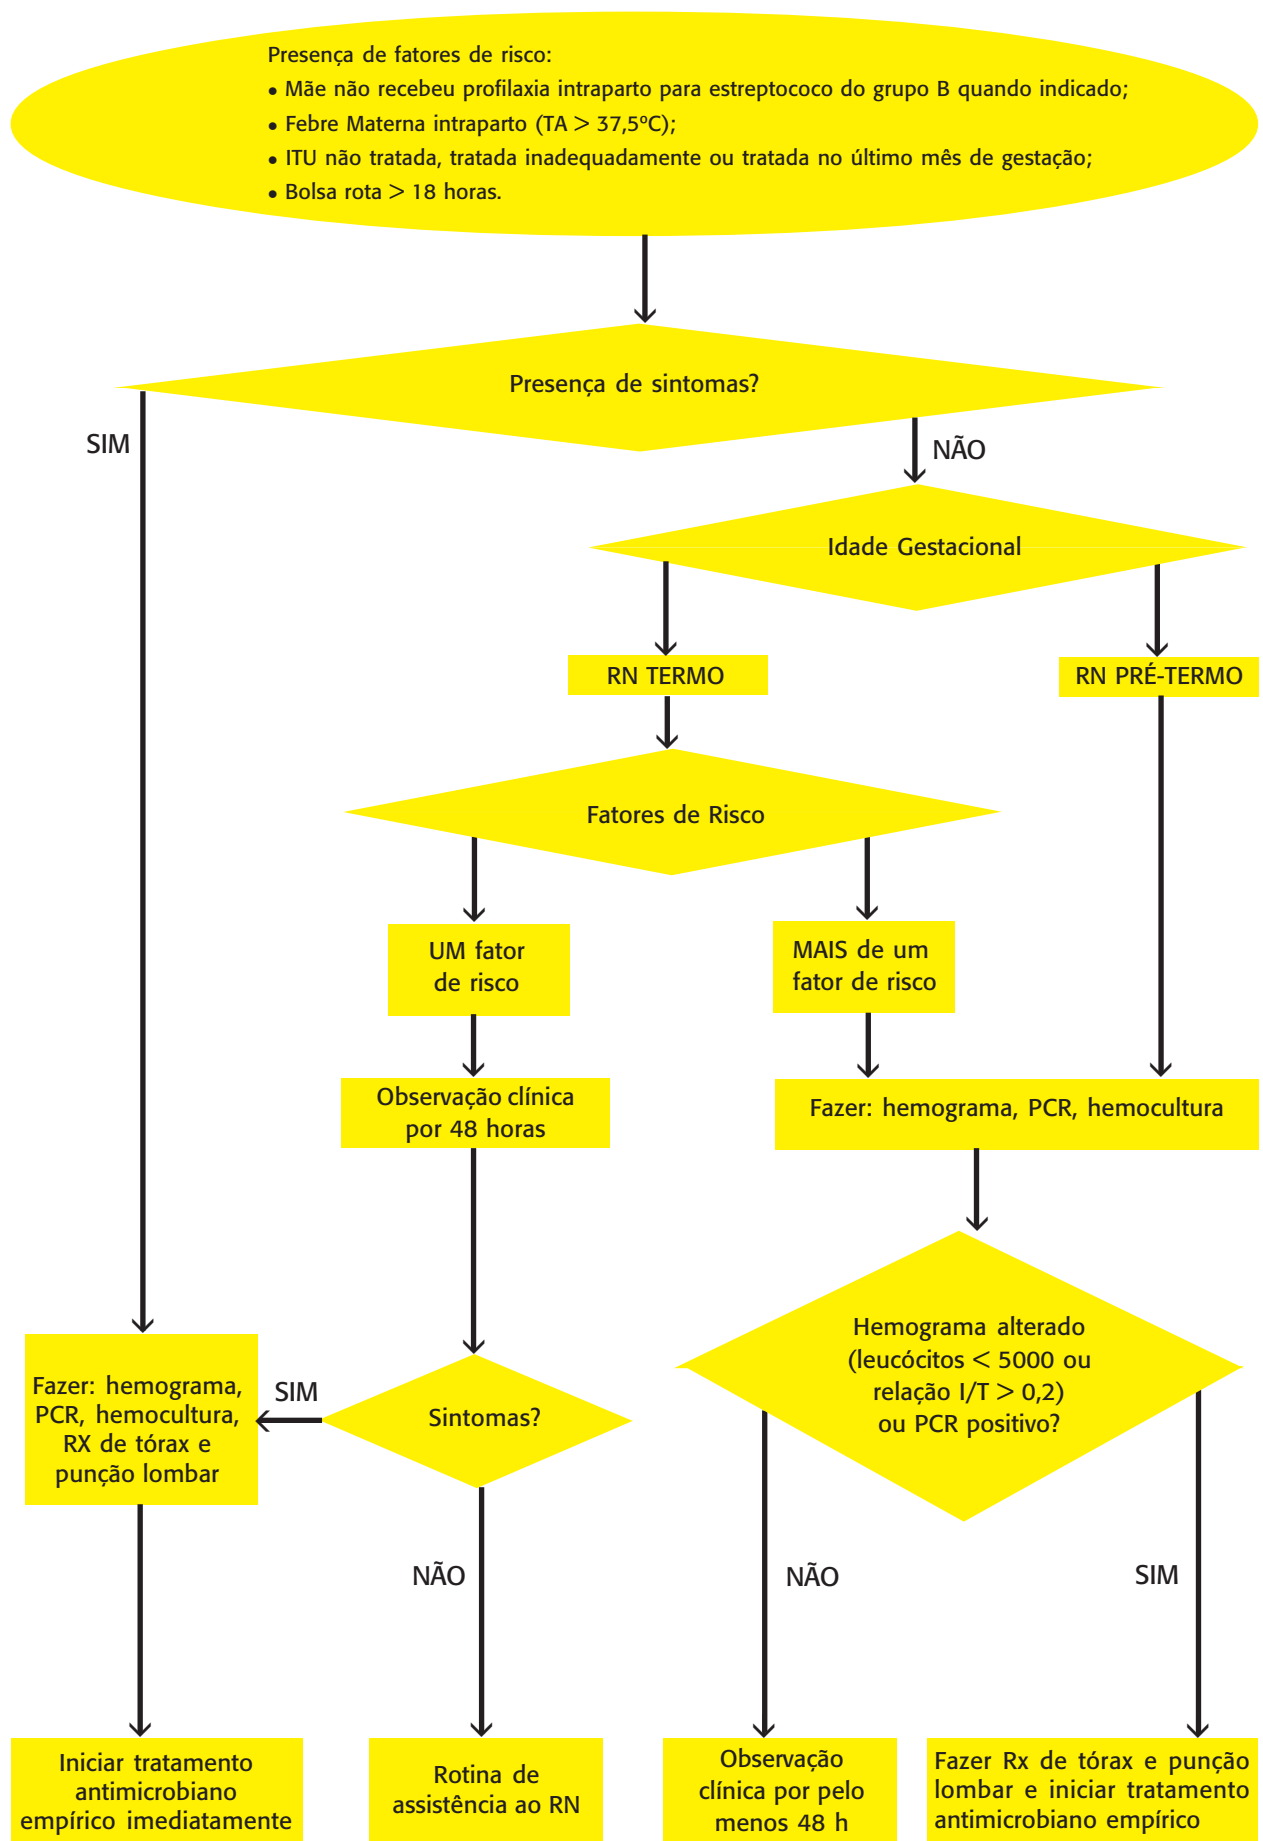 Presença de fatores de risco:
• Mãe não recebeu profilaxia intraparto para estreptococo do grupo B quando indicado;
• Febre Materna intraparto (TA > 37,5ºC);
• ITU não tratada, tratada inadequadamente ou tratada no último mês de gestação;
• Bolsa rota > 18 horas.
Presença de sintomas?
SIM
NÃO
Idade Gestacional
RN TERMO
RN PRÉ-TERMO
Fatores de Risco
UM fator
de risco
MAIS de um
fator de risco
Observação clínica
por 48 horas
Fazer: hemograma, PCR, hemocultura
Hemograma alterado
(leucócitos < 5000 ou
relação I/T > 0,2)
ou PCR positivo?
Fazer: hemograma,
PCR, hemocultura,
RX de tórax e
punção lombar
SIM
Sintomas?
NÃO
NÃO
SIM
Iniciar tratamento
antimicrobiano
empírico imediatamente
Rotina de
assistência ao RN
Observação
clínica por pelo
menos 48 h
Fazer Rx de tórax e punção
lombar e iniciar tratamento
antimicrobiano empírico